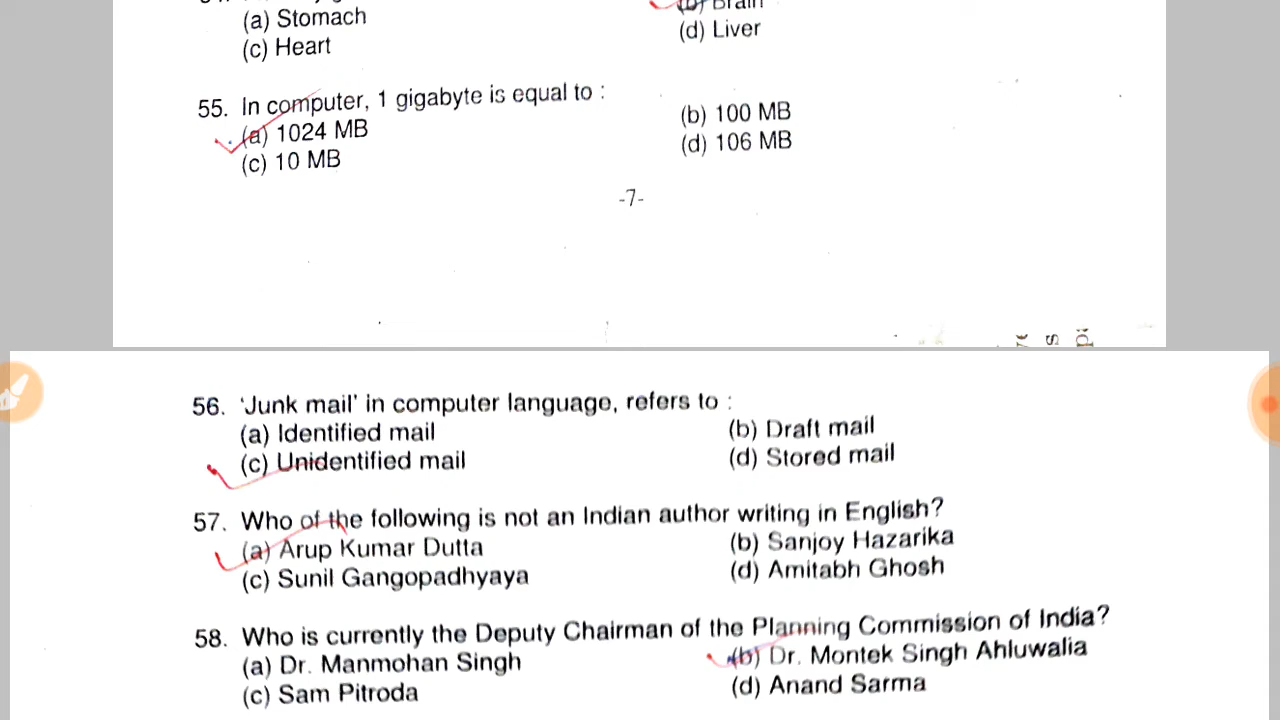 (a) Stomach
(b) Brain
(c) Heart
(d) Liver
55. In computer, 1 gigabyte is equal to :
(a) 1024 MB
(b) 100 MB
(c) 10 MB
(d) 106 MB
-7-
56. 'Junk mail' in computer language, refers to :
(a) Identified mail
(b) Draft mail
(c) Unidentified mail
(d) Stored mail
57. Who of the following is not an Indian author writing in English?
(a) Arup Kumar Dutta
(b) Sanjoy Hazarika
(c) Sunil Gangopadhyaya
(d) Amitabh Ghosh
58. Who is currently the Deputy Chairman of the Planning Commission of India?
(a) Dr. Manmohan Singh
(b) Dr. Montek Singh Ahluwalia
(c) Sam Pitroda
(d) Anand Sarma